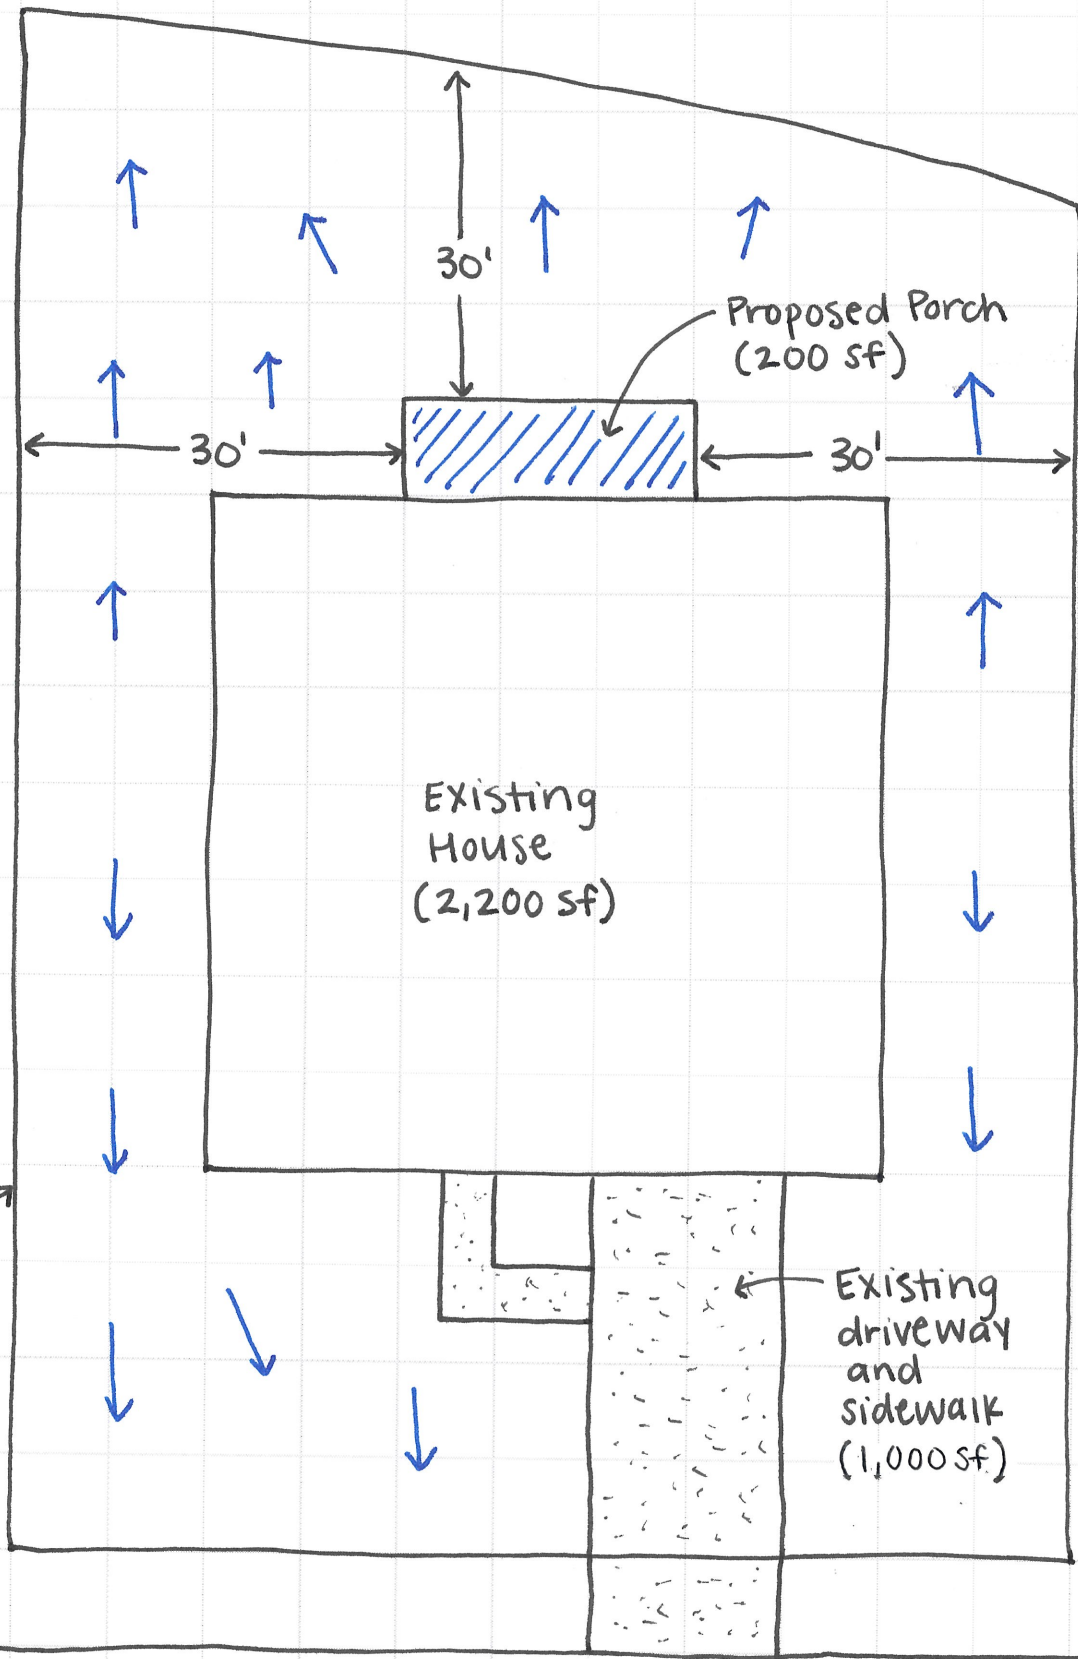 30'
Proposed Porch
(200 sf)
30'
30'
Existing
House
(2,200 sf)
Existing
driveway
and
sidewalk
(1,000 sf)